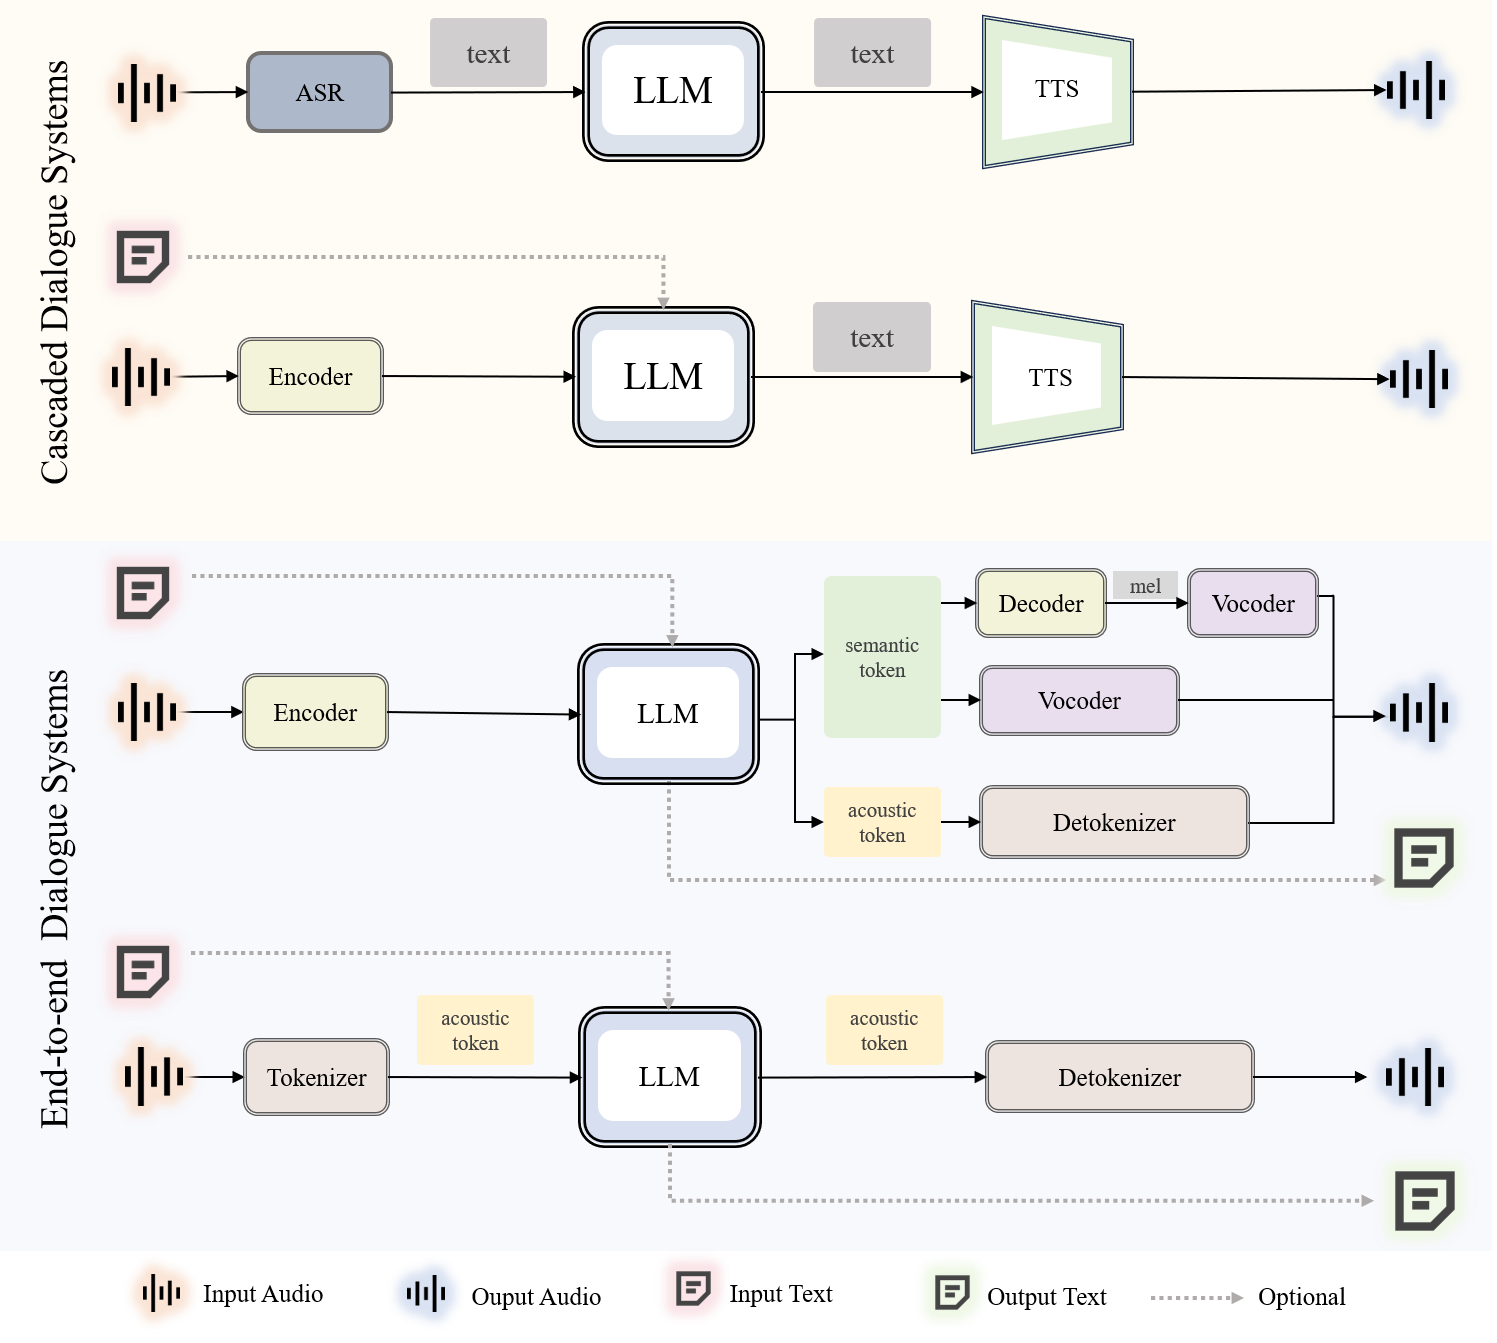 Cascaded Dialogue Systems
ASR
text
LLM
text
TTS
Encoder
LLM
text
TTS
End-to-end Dialogue Systems
Encoder
LLM
semantic
token
Decoder
mel
Vocoder
Vocoder
acoustic
token
Detokenizer
Tokenizer
acoustic
token
LLM
acoustic
token
Detokenizer
Input Audio
Ouput Audio
Input Text
Output Text
Optional